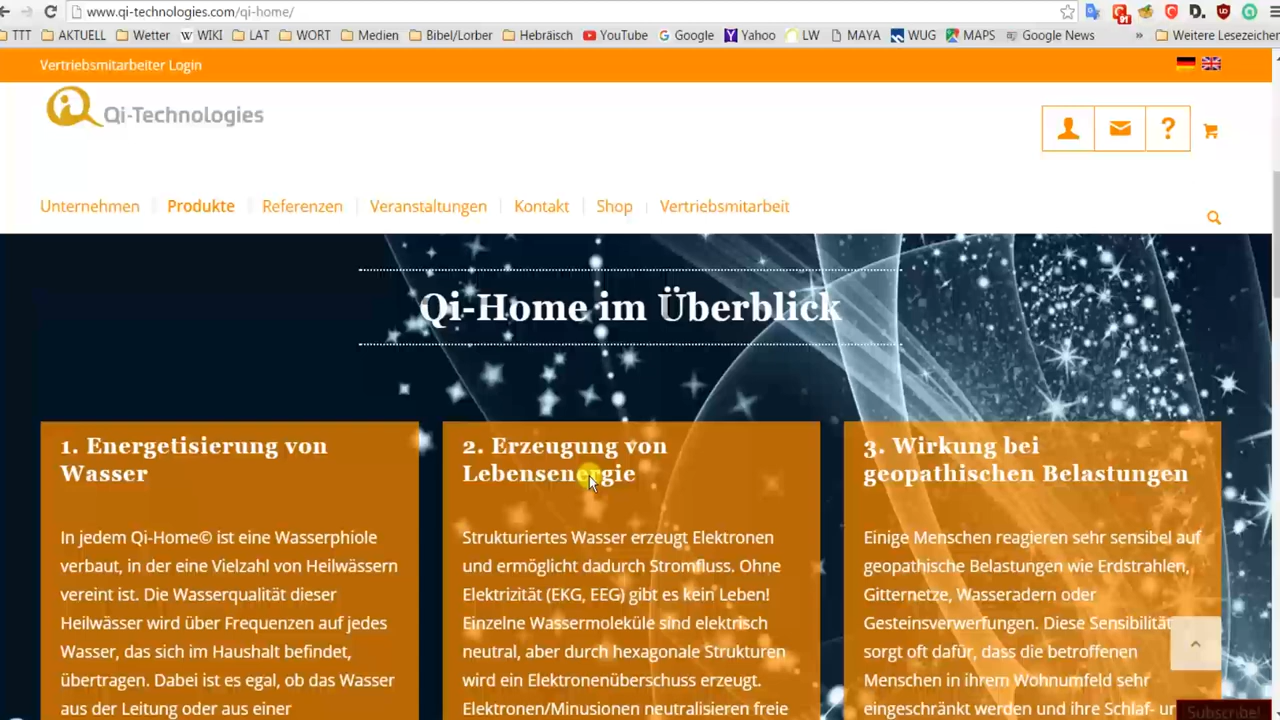 www.qi-technologies.com/qi-home/
91
TTT AKTUELL Wetter WIKI LAT WORT Medien Bibel/Lorber Hebräisch YouTube Google Yahoo LW MAYA WUG MAPS Google News » Weitere Lesezeichen
Vertriebsmitarbeiter Login
Qi-Technologies
Unternehmen Produkte Referenzen Veranstaltungen Kontakt Shop Vertriebsmitarbeit
Qi-Home im Überblick
1. Energetisierung von
Wasser
In jedem Qi-Home© ist eine Wasserphiole
verbaut, in der eine Vielzahl von Heilwässern
vereint ist. Die Wasserqualität dieser
Heilwässer wird über Frequenzen auf jedes
Wasser, das sich im Haushalt befindet,
übertragen. Dabei ist es egal, ob das Wasser
aus der Leitung oder aus einer
2. Erzeugung von
Lebensenergie
Strukturiertes Wasser erzeugt Elektronen
und ermöglicht dadurch Stromfluss. Ohne
Elektrizität (EKG, EEG) gibt es kein Leben!
Einzelne Wassermoleküle sind elektrisch
neutral, aber durch hexagonale Strukturen
wird ein Elektronenüberschuss erzeugt.
Elektronen/Minusionen neutralisieren freie
3. Wirkung bei
geopathischen Belastungen
Einige Menschen reagieren sehr sensibel auf
geopathische Belastungen wie Erdstrahlen,
Gitternetze, Wasseradern oder
Gesteinsverwerfungen. Diese Sensibilität
sorgt oft dafür, dass die betroffenen
Menschen in ihrem Wohnumfeld sehr
eingeschränkt werden und ihre Schlaf- un
Subscribe!